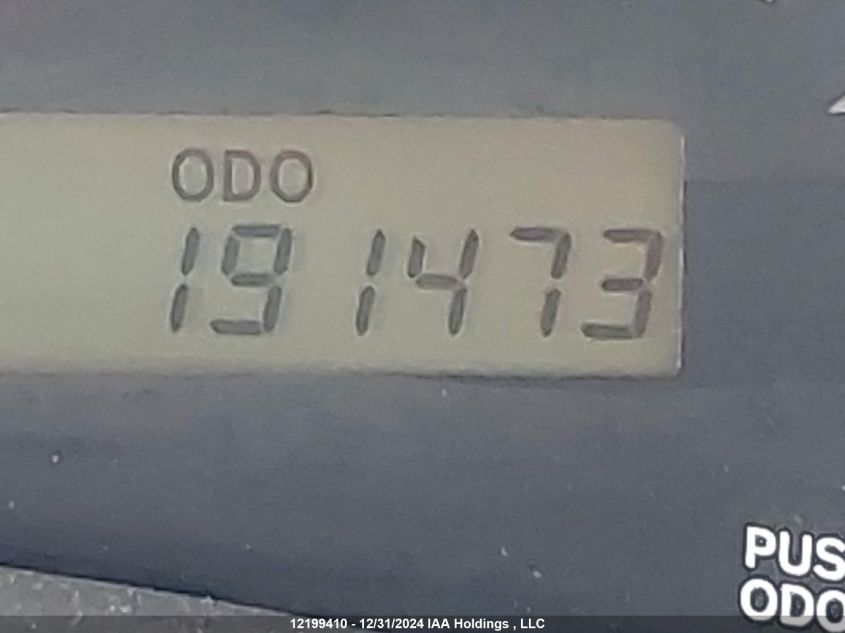 ODO
191473
PUS
ODO
12199410 - 12/31/2024 IAA Holdings , LLC